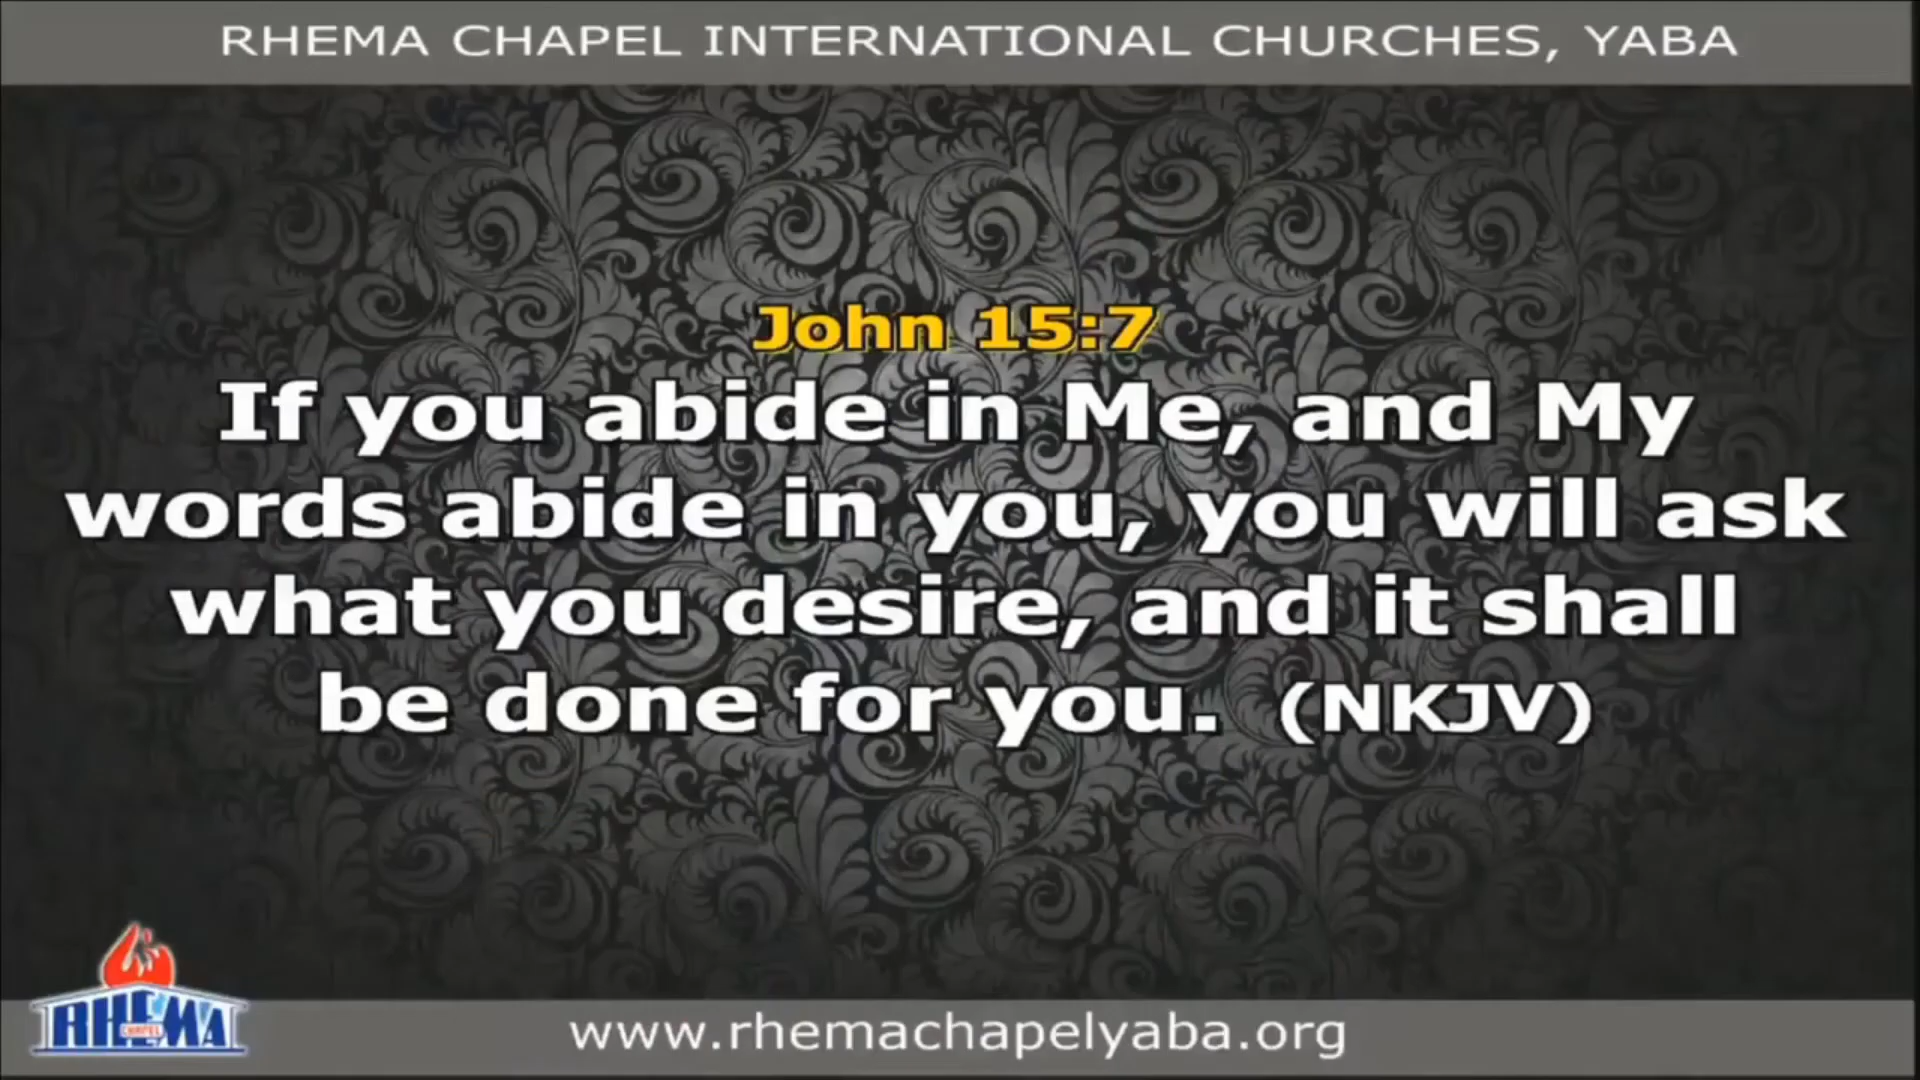 RHEMA CHAPEL INTERNATIONAL CHURCHES, YABA
John 15:7
If you abide in Me, and My
words abide in you, you will ask
what you desire, and it shall
be done for you. (NKJV)
RHEMA
CHAPEL
www.rhemachapelyaba.org